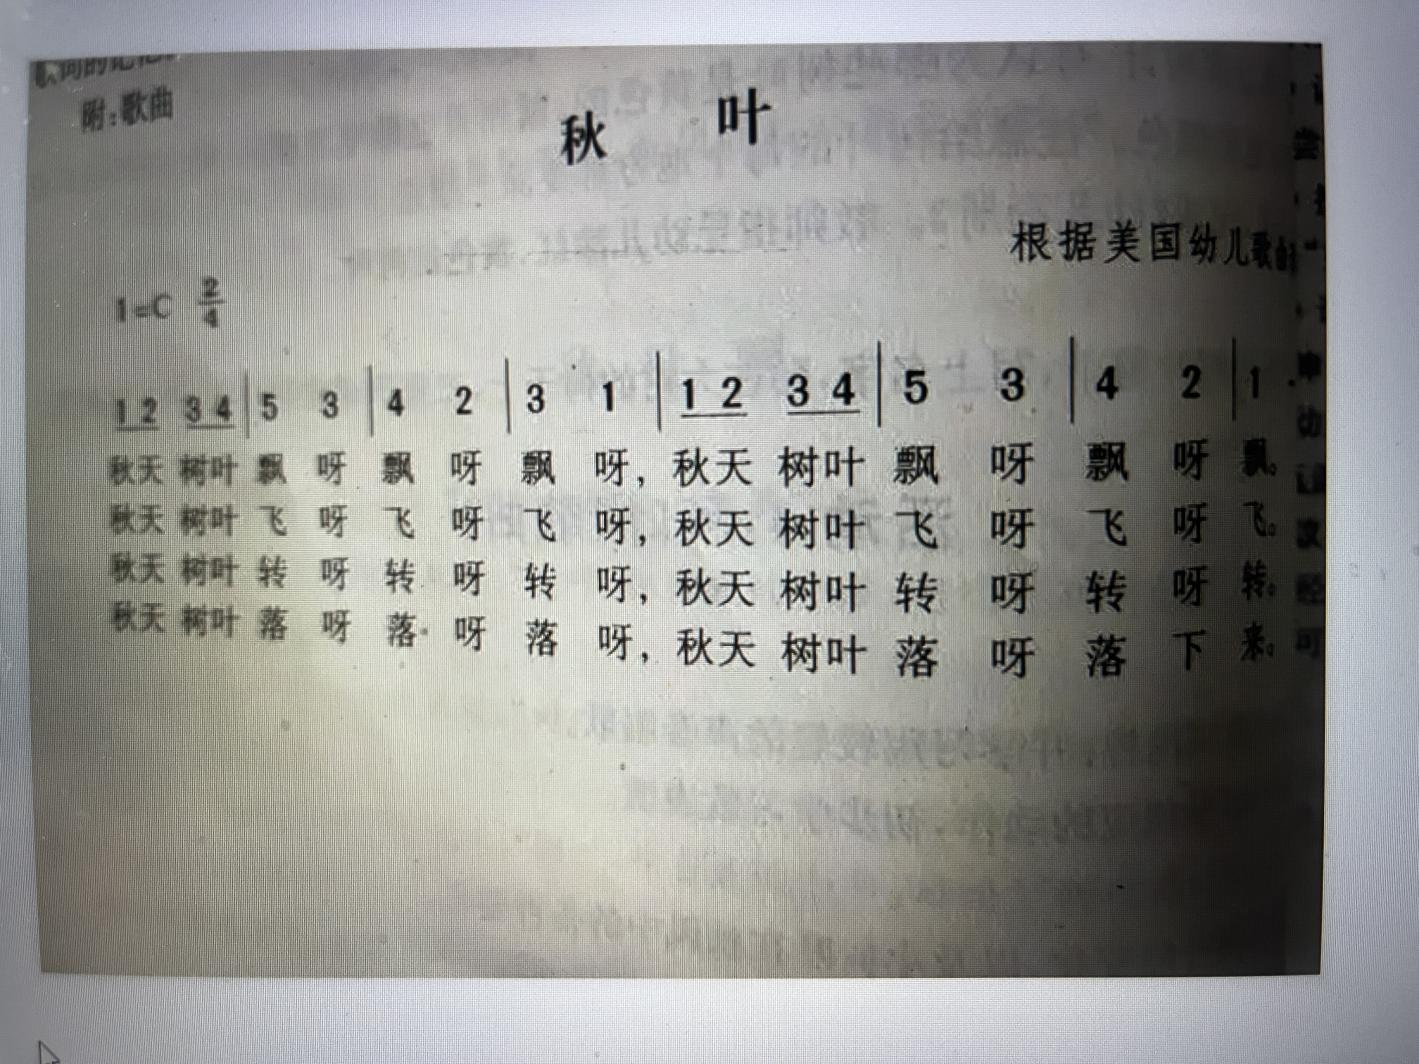 附：歌曲
秋 叶
根据美国幼儿歌曲
1=C 2/4
1 2 3 4 | 5 3 | 4 2 | 3 1 | 1 2 3 4 | 5 3 | 4 2 | 1
秋天 树叶 飘 呀 飘 呀 飘 呀，秋天 树叶 飘 呀 飘 呀 飘。
秋天 树叶 飞 呀 飞 呀 飞 呀，秋天 树叶 飞 呀 飞 呀 飞。
秋天 树叶 转 呀 转 呀 转 呀，秋天 树叶 转 呀 转 呀 转。
秋天 树叶 落 呀 落 呀 落 呀，秋天 树叶 落 呀 落 下 来。